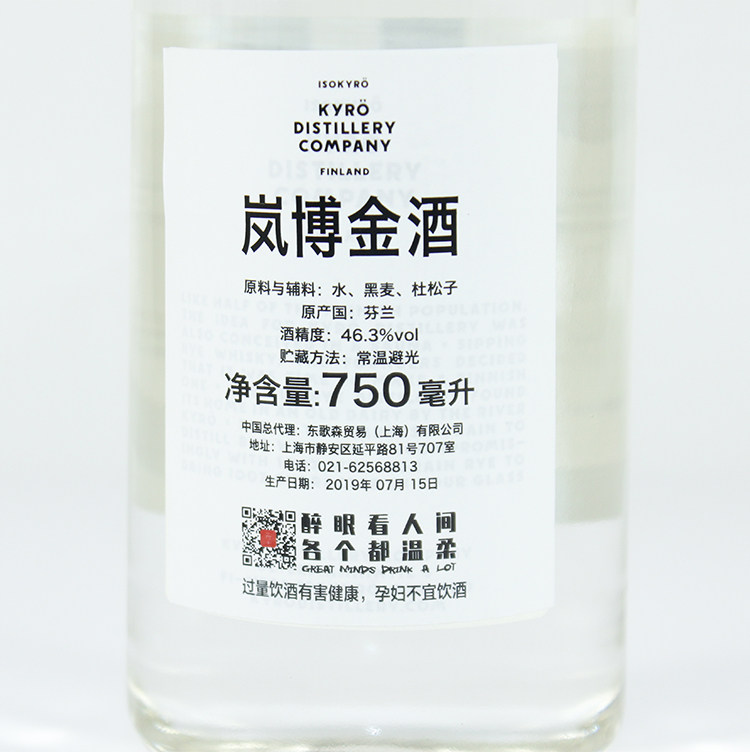 ISOKYRÖ
KYRÖ
DISTILLERY
COMPANY
FINLAND
岚博金酒
原料与辅料：水、黑麦、杜松子
原产国：芬兰
酒精度：46.3%vol
贮藏方法：常温避光
净含量:750毫升
中国总代理：东歌森贸易（上海）有限公司
地址：上海市静安区延平路81号707室
电话：021-62568813
生产日期：2019年 07月 15日
醉眼看人间
各个都温柔
GREAT MINDS DRINK A LOT
过量饮酒有害健康，孕妇不宜饮酒